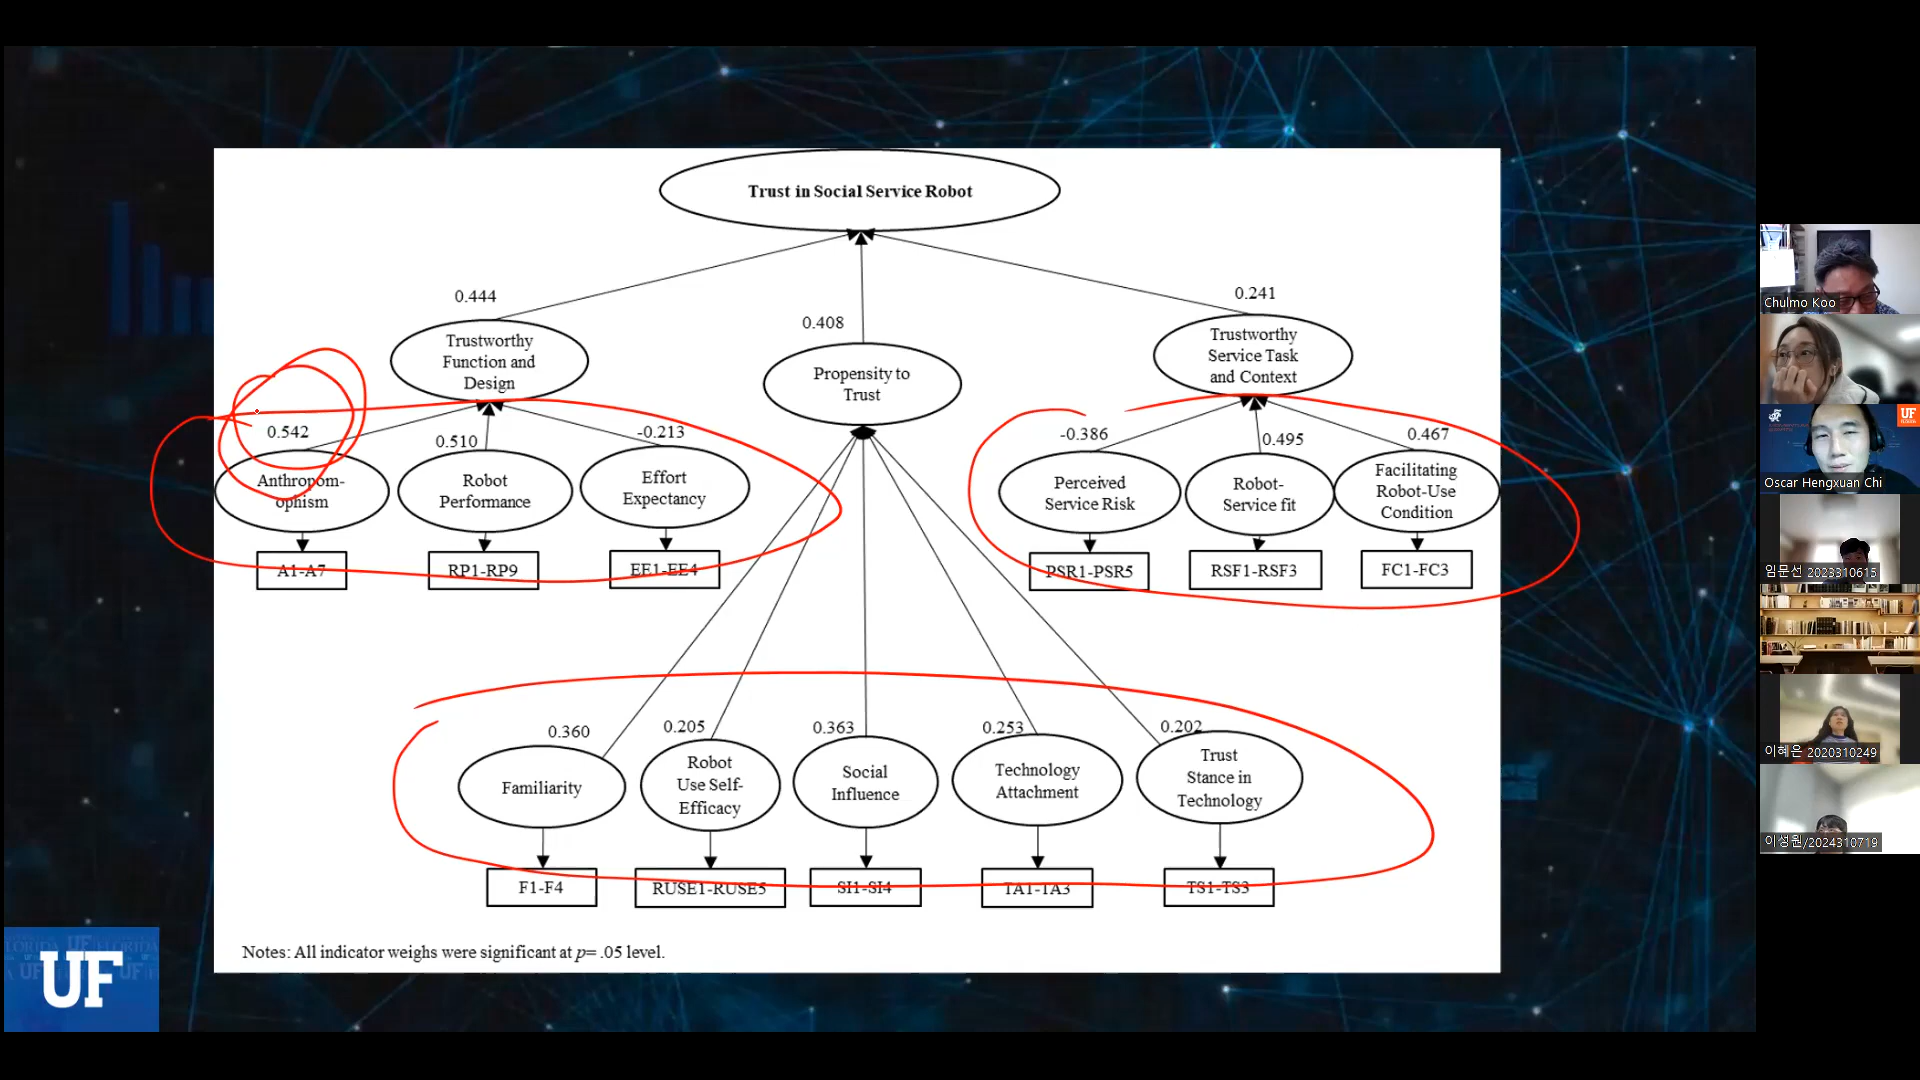 Trust in Social Service Robot
0.444
0.408
0.241
Trustworthy
Function and
Design
Propensity to
Trust
Trustworthy
Service Task
and Context
0.542
0.510
-0.213
-0.386
0.495
0.467
Anthropom-
ophism
Robot
Performance
Effort
Expectancy
Perceived
Service Risk
Robot-
Service fit
Facilitating
Robot-Use
Condition
A1-A7
RP1-RP9
EE1-EE4
PSR1-PSR5
RSF1-RSF3
FC1-FC3
0.360
0.205
0.363
0.253
0.202
Familiarity
Robot
Use Self-
Efficacy
Social
Influence
Technology
Attachment
Trust
Stance in
Technology
F1-F4
RUSE1-RUSE5
SI1-SI4
TA1-TA3
TS1-TS3
Notes: All indicator weighs were significant at p= .05 level.
UF
Chulmo Koo
UF
Oscar Hengxuan Chi
임문선 2023310615
이혜은 2020310249
이성원/2024310719